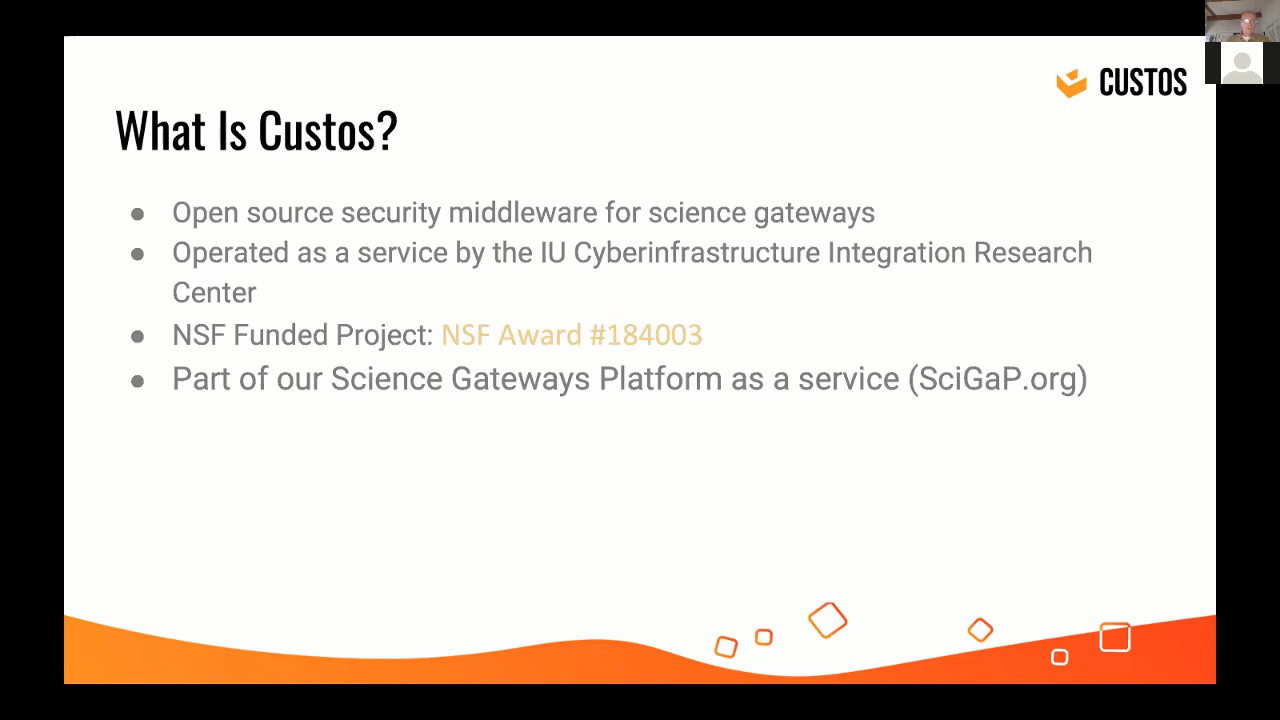 CUSTOS
What Is Custos?
● Open source security middleware for science gateways
● Operated as a service by the IU Cyberinfrastructure Integration Research
Center
● NSF Funded Project: NSF Award #184003
● Part of our Science Gateways Platform as a service (SciGaP.org)